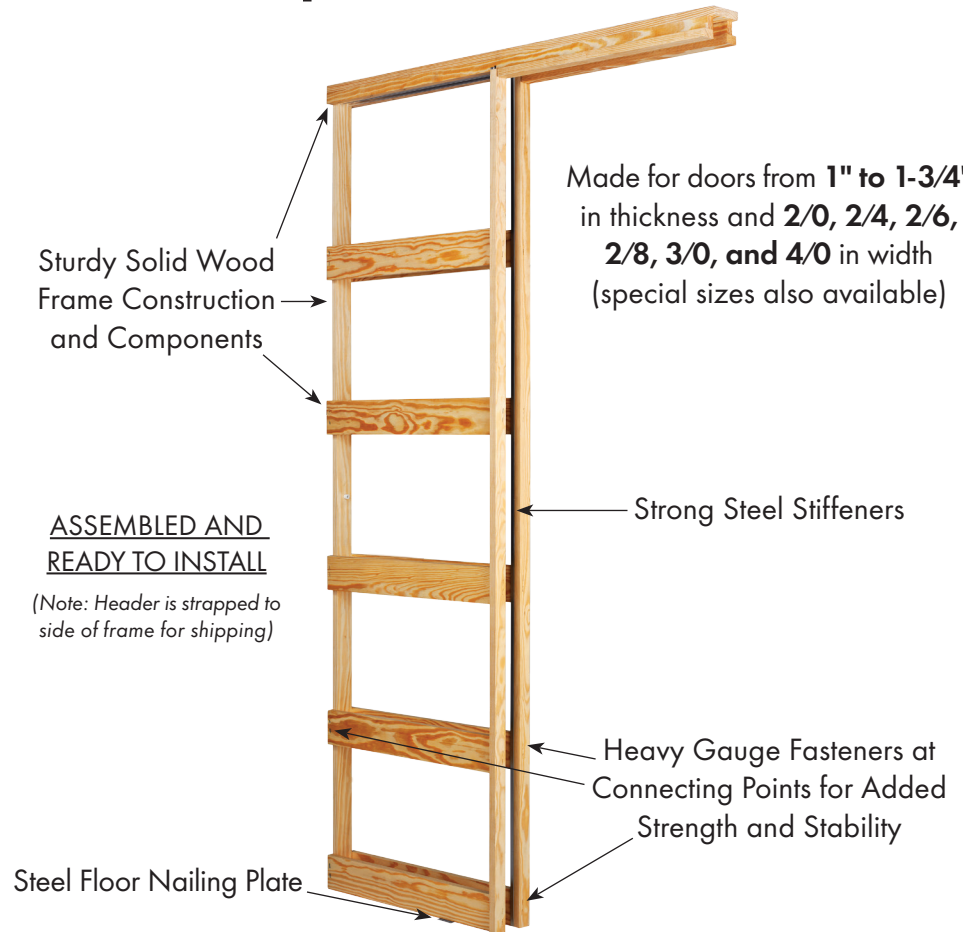 Made for doors from 1" to 1-3/4"
in thickness and 2/0, 2/4, 2/6,
2/8, 3/0, and 4/0 in width
(special sizes also available)
Sturdy Solid Wood
Frame Construction
and Components
Strong Steel Stiffeners
ASSEMBLED AND
READY TO INSTALL
(Note: Header is strapped to
side of frame for shipping)
Heavy Gauge Fasteners at
Connecting Points for Added
Strength and Stability
Steel Floor Nailing Plate